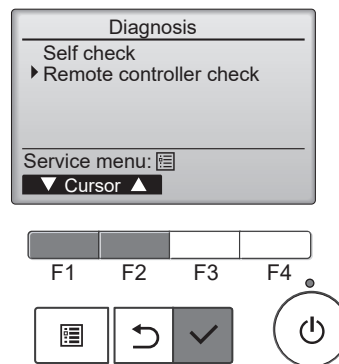 Diagnosis
Self check
Remote controller check
Service menu:
▼ Cursor ▲
F1 F2 F3 F4